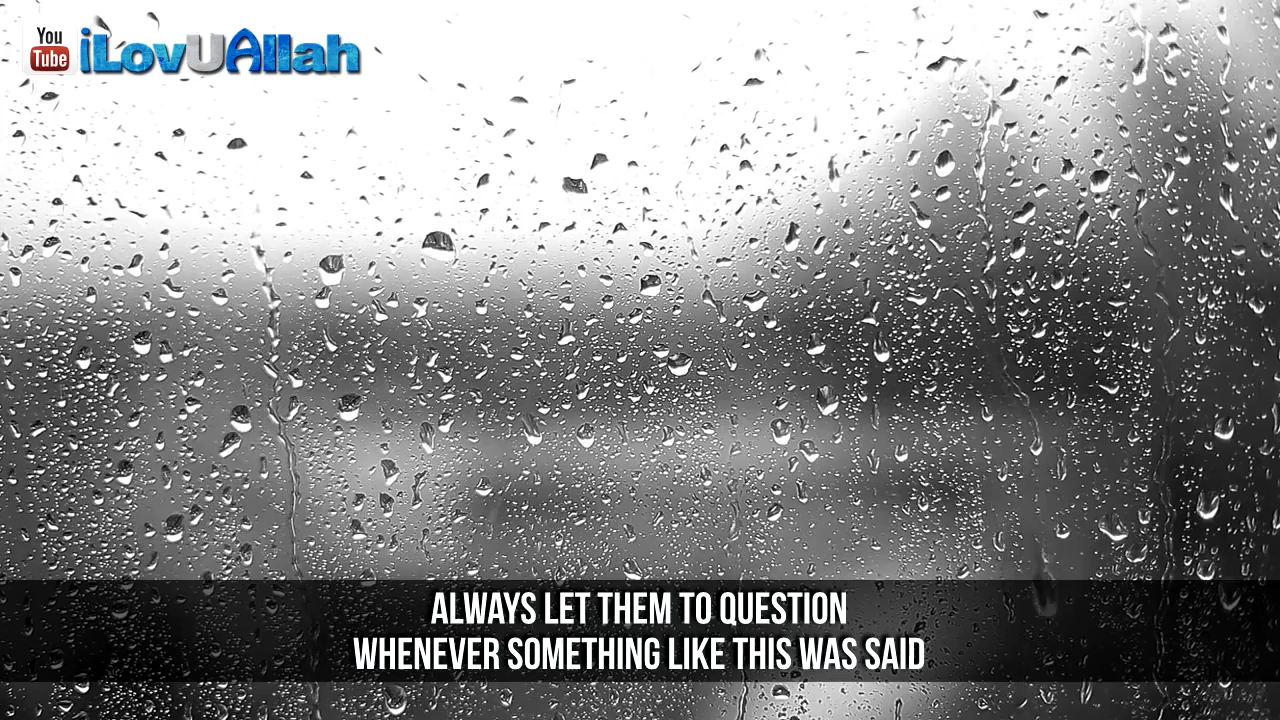 You
Tube
iLovUAllah
ALWAYS LET THEM TO QUESTION
WHENEVER SOMETHING LIKE THIS WAS SAID